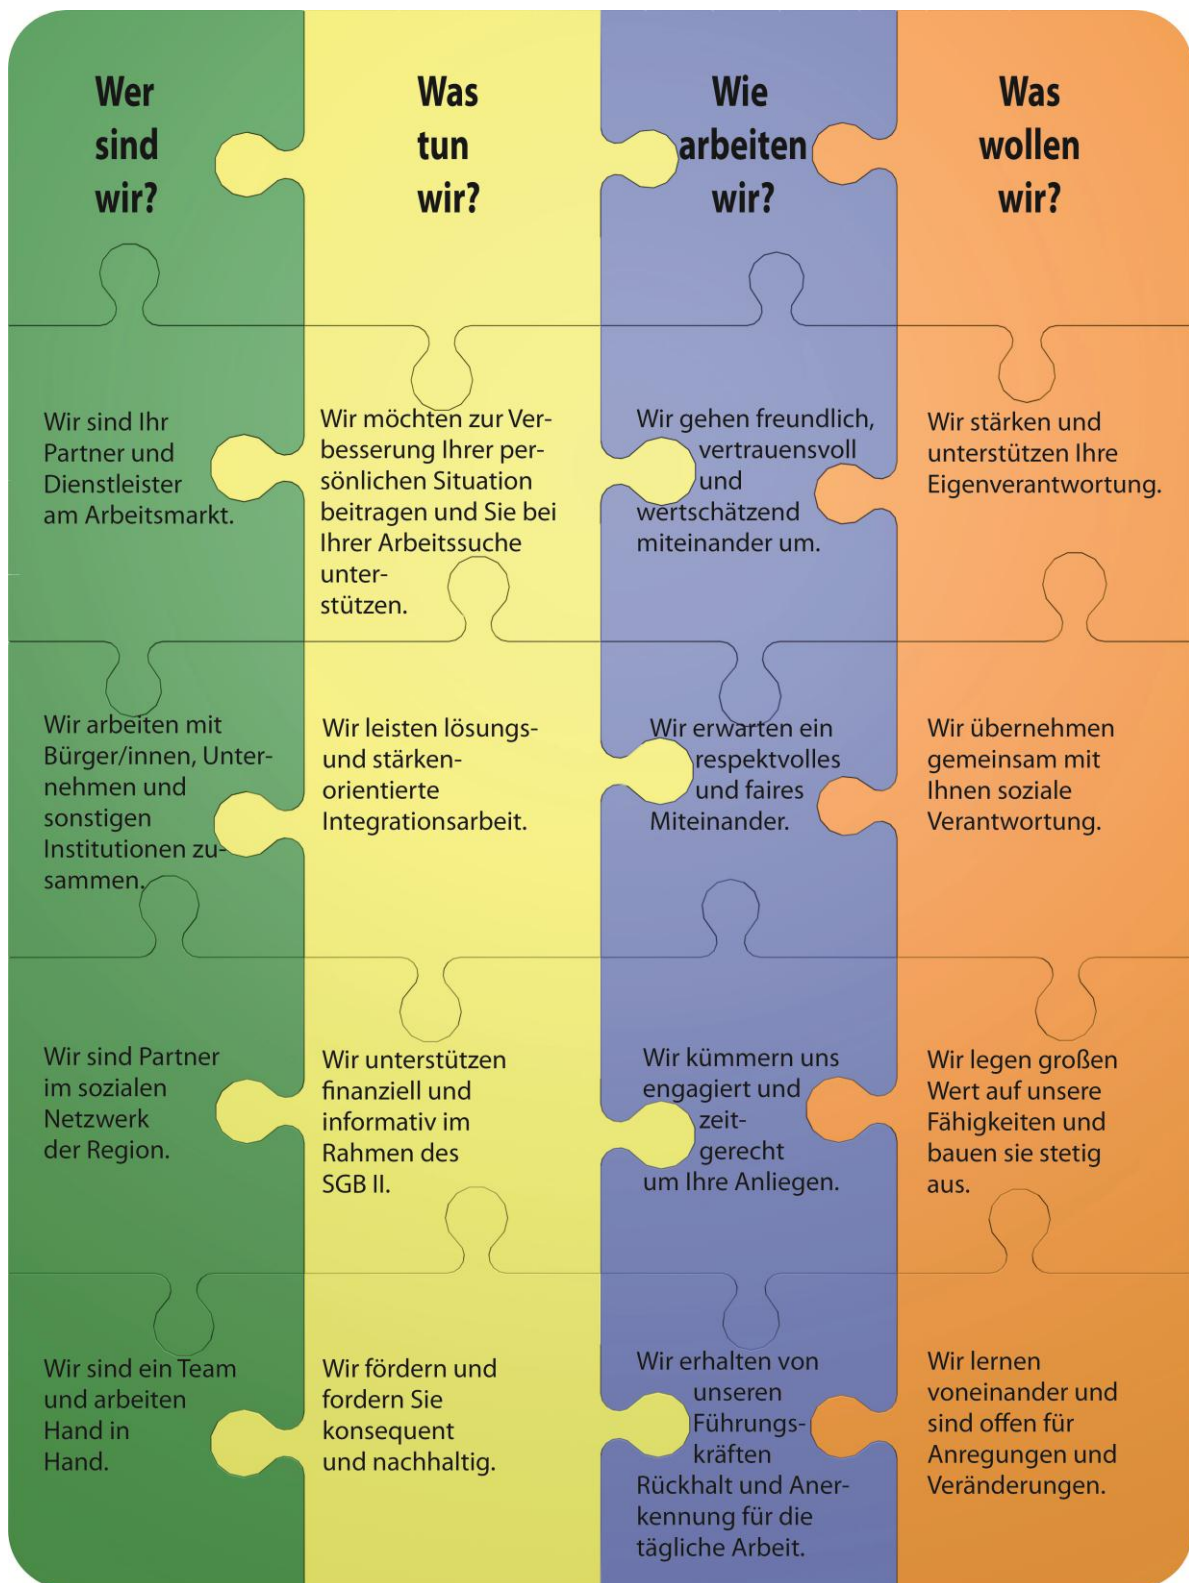 Wer
sind
wir?
Was
tun
wir?
Wie
arbeiten
wir?
Was
wollen
wir?
Wir sind Ihr
Partner und
Dienstleister
am Arbeitsmarkt.
Wir möchten zur Ver-
besserung Ihrer per-
sönlichen Situation
beitragen und Sie bei
Ihrer Arbeitssuche
unter-
stützen.
Wir gehen freundlich,
vertrauensvoll
und
wertschätzend
miteinander um.
Wir stärken und
unterstützen Ihre
Eigenverantwortung.
Wir arbeiten mit
Bürger/innen, Unter-
nehmen und
sonstigen
Institutionen zu-
sammen.
Wir leisten lösungs-
und stärken-
orientierte
Integrationsarbeit.
Wir erwarten ein
respektvolles
und faires
Miteinander.
Wir übernehmen
gemeinsam mit
Ihnen soziale
Verantwortung.
Wir sind Partner
im sozialen
Netzwerk
der Region.
Wir unterstützen
finanziell und
informativ im
Rahmen des
SGB II.
Wir kümmern uns
engagiert und
zeit-
gerecht
um Ihre Anliegen.
Wir legen großen
Wert auf unsere
Fähigkeiten und
bauen sie stetig
aus.
Wir sind ein Team
und arbeiten
Hand in
Hand.
Wir fördern und
fordern Sie
konsequent
und nachhaltig.
Wir erhalten von
unseren
Führungs-
kräften
Rückhalt und Aner-
kennung für die
tägliche Arbeit.
Wir lernen
voneinander und
sind offen für
Anregungen und
Veränderungen.